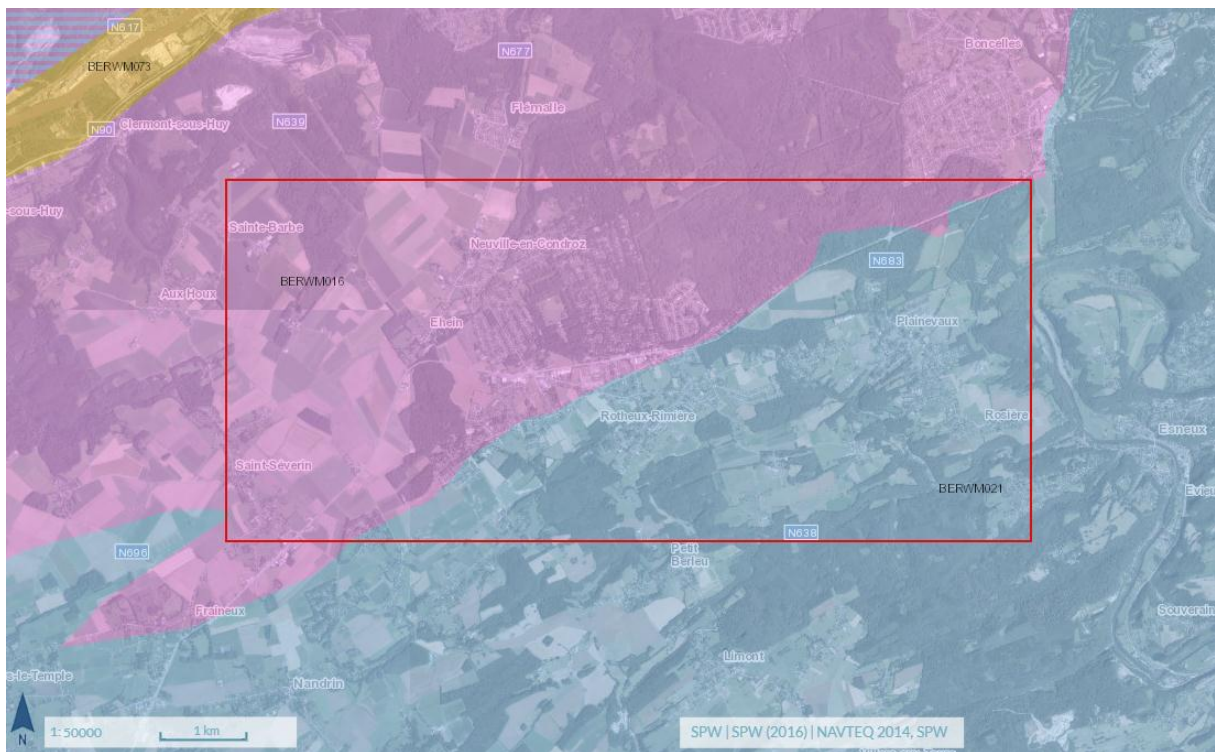 N617
BERWM073
N677
Boncelles
Flémalle
N639
N90
Clermont-sous-Huy
-sous-Huy
Sainte-Barbe
Neuville-en-Condroz
N683
BERWM016
Aux Houx
Ehein
Plainevaux
Rotheux-Rimière
Rosière
Esneux
Saint-Séverin
BERWM021
Evieu
N638
N696
Petit
Berleu
Fraineux
Souverain
Limont
s-le-Temple
Nandrin
N
1: 50000
1 km
SPW | SPW (2016) | NAVTEQ 2014, SPW